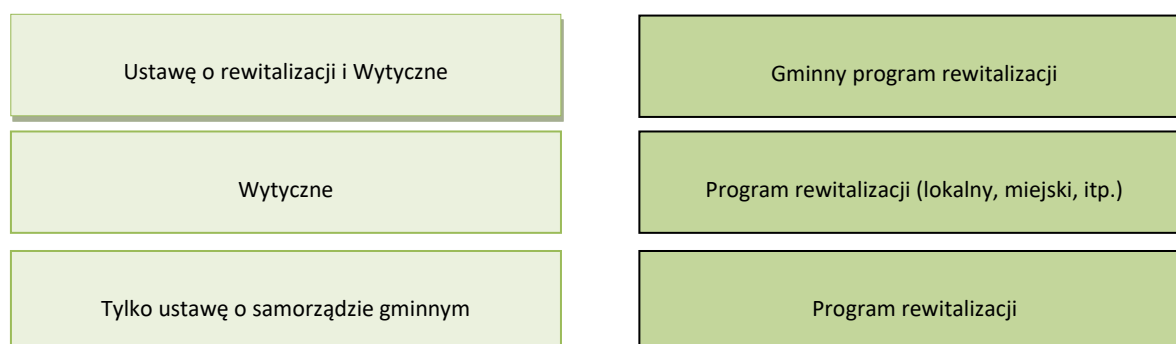 Ustawę o rewitalizacji i Wytyczne
Gminny program rewitalizacji
Wytyczne
Program rewitalizacji (lokalny, miejski, itp.)
Tylko ustawę o samorządzie gminnym
Program rewitalizacji